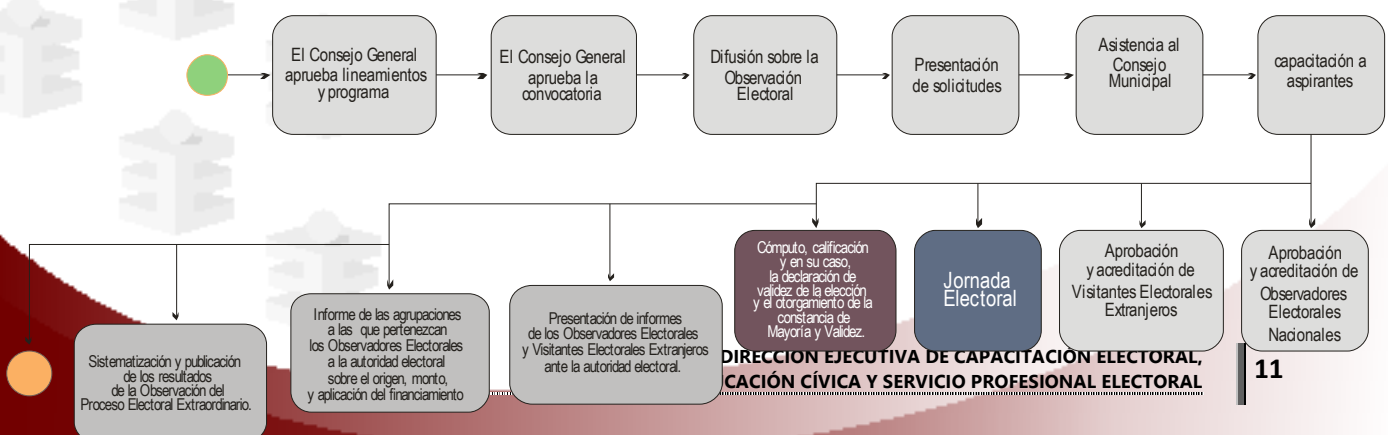 El Consejo General
aprueba lineamientos
y programa
El Consejo General
aprueba la
convocatoria
Difusión sobre la
Observación
Electoral
Presentación
de solicitudes
Asistencia al
Consejo
Municipal
capacitación a
aspirantes
Aprobación
y acreditación de
Observadores
Electorales
Nacionales
Aprobación
y acreditación de
Visitantes Electorales
Extranjeros
Jornada
Electoral
Cómputo, calificación
y en su caso,
la declaración de
validez de la elección
y el otorgamiento de la
constancia de
Mayoría y Validez.
Presentación de informes
de los Observadores Electorales
y Visitantes Electorales Extranjeros
ante la autoridad electoral.
Informe de las agrupaciones
a las que pertenezcan
los Observadores Electorales
a la autoridad electoral
sobre el origen, monto,
y aplicación del financiamiento
Sistematización y publicación
de los resultados
de la Observación del
Proceso Electoral Extraordinario.
DIRECCIÓN EJECUTIVA DE CAPACITACIÓN ELECTORAL,
CACIÓN CÍVICA Y SERVICIO PROFESIONAL ELECTORAL
11